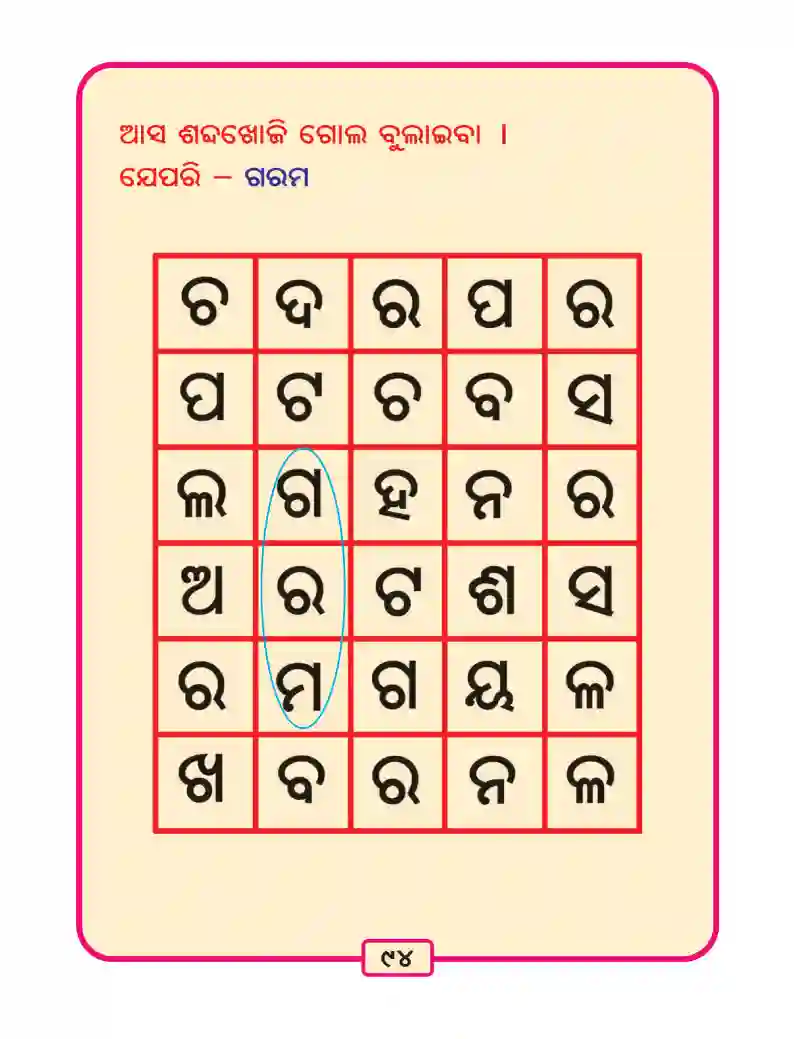 ଆସ ଶବ୍ଦଖୋଜି ଗୋଲ ବୁଲାଇବା ।
ଯେପରି – ଗରମ
ଚ ଦ ର ପ ର
ପ ଟ ଚ ବ ସ
ଲ ଗ ହ ନ ର
ଅ ର ଟ ଶ ସ
ର ମ ଗ ୟ ଳ
ଖ ବ ର ନ ଳ
୯୪